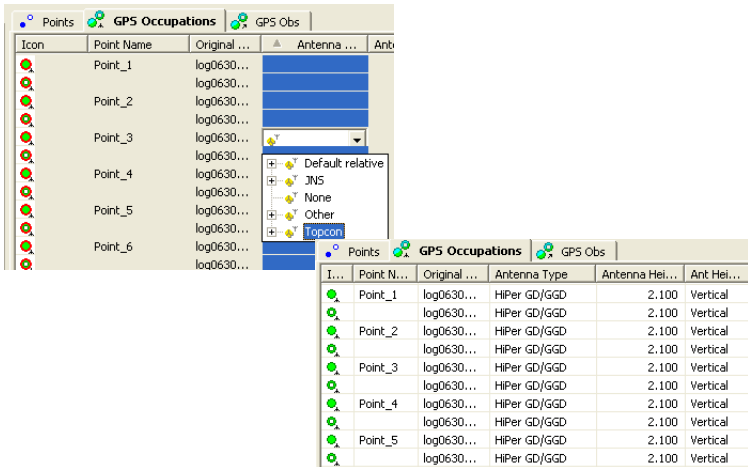 Points GPS Occupations GPS Obs
Icon Point Name Original ... Antenna ... Ant
Point_1 log0630...
log0630...
Point_2 log0630...
log0630...
Point_3 log0630...
log0630...
Point_4 log0630...
log0630...
Point_5 log0630...
log0630...
Point_6 log0630...
log0630...
Default relative
JNS
None
Other
Topcon
Points GPS Occupations GPS Obs
I... Point N... Original ... Antenna Type Antenna Hei... Ant Hei...
Point_1 log0630... HiPer GD/GGD 2.100 Vertical
log0630... HiPer GD/GGD 2.100 Vertical
Point_2 log0630... HiPer GD/GGD 2.100 Vertical
log0630... HiPer GD/GGD 2.100 Vertical
Point_3 log0630... HiPer GD/GGD 2.100 Vertical
log0630... HiPer GD/GGD 2.100 Vertical
Point_4 log0630... HiPer GD/GGD 2.100 Vertical
log0630... HiPer GD/GGD 2.100 Vertical
Point_5 log0630... HiPer GD/GGD 2.100 Vertical
log0630... HiPer GD/GGD 2.100 Vertical